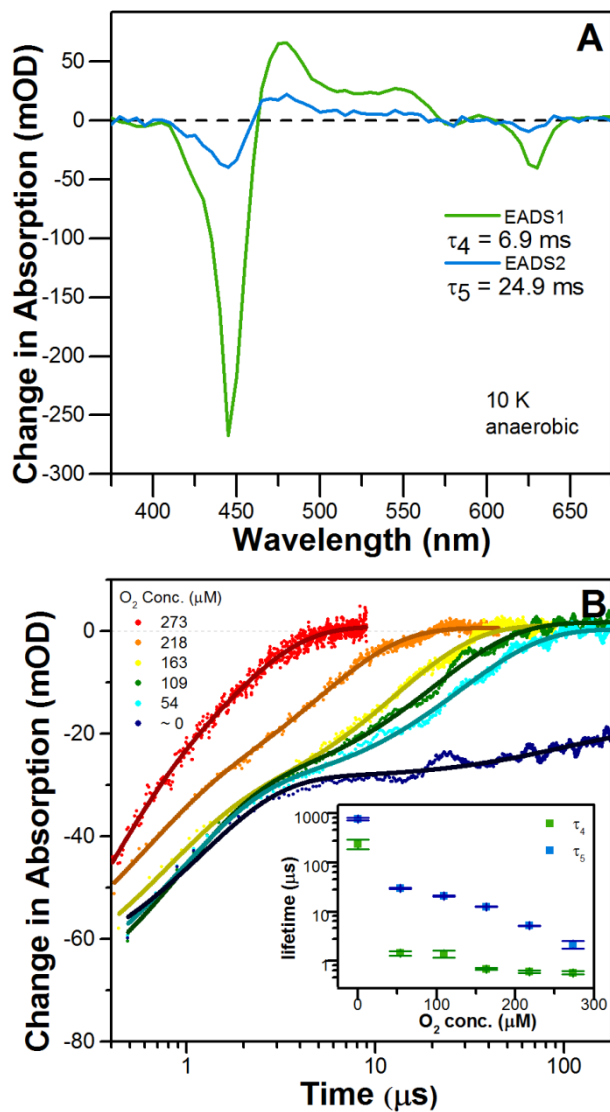 A
Change in Absorption (mOD)
50
0
-50
-100
-150
-200
-250
-300
EADS1
τ4 = 6.9 ms
EADS2
τ5 = 24.9 ms
10 K
anaerobic
400 450 500 550 600 650
Wavelength (nm)
B
Change in Absorption (mOD)
O2 Conc. (μM)
273
218
163
109
54
~ 0
0
-20
-40
-60
-80
lifetime (μs)
1000
100
10
1
τ4
τ5
0 100 200 300
O2 conc. (μM)
1 10 100
Time (μs)